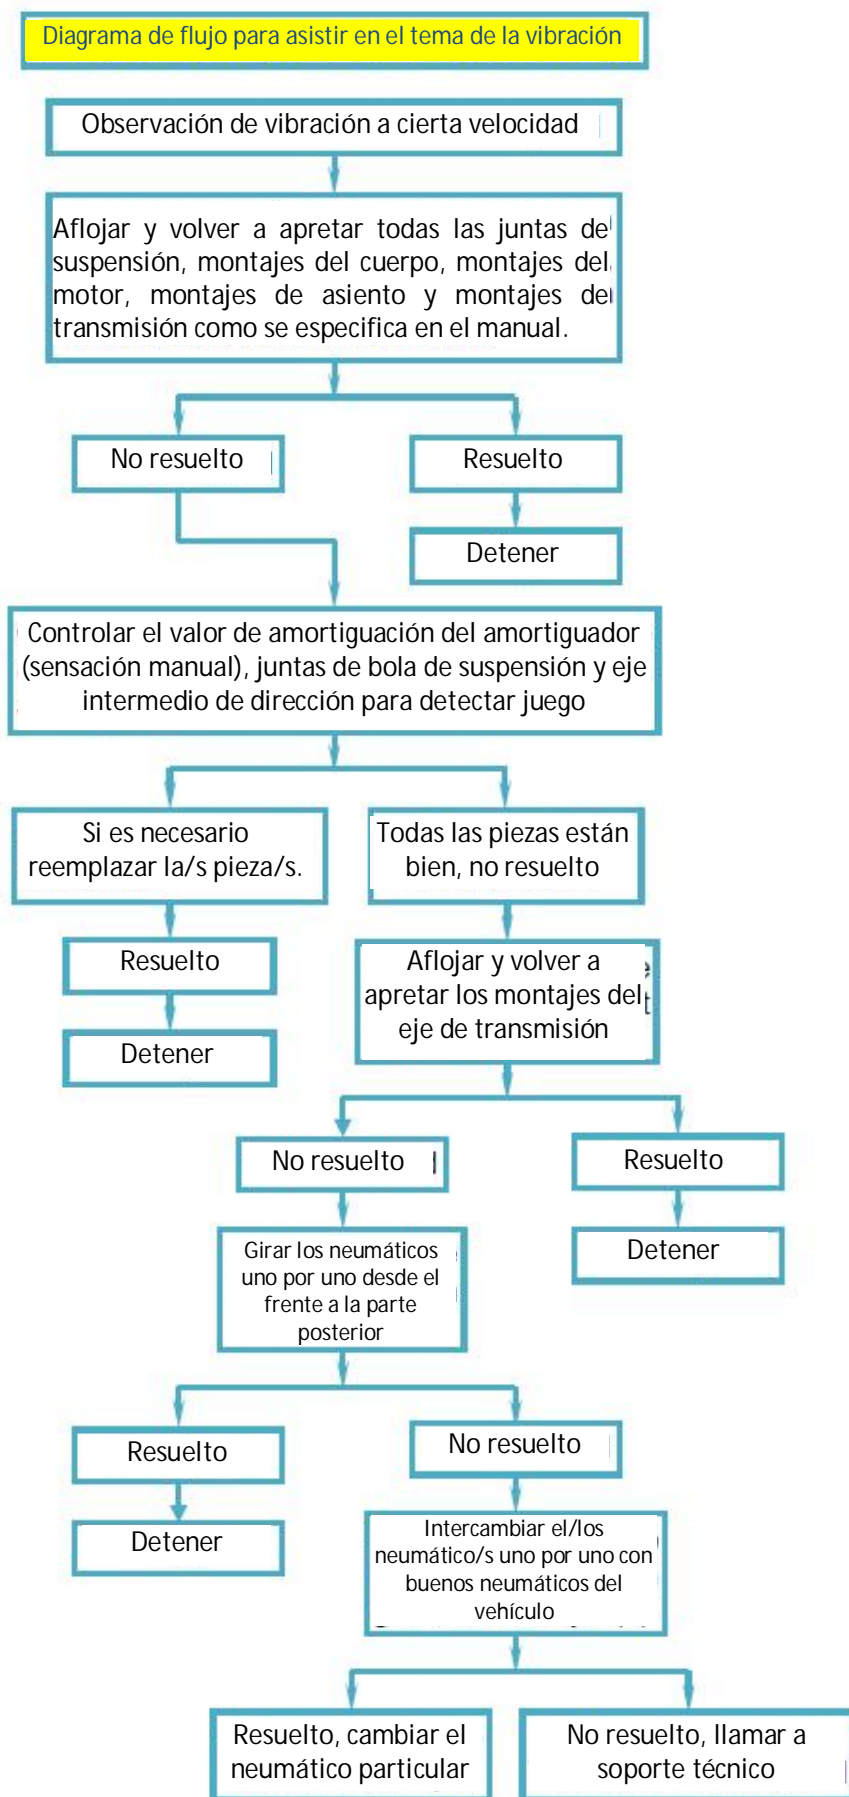 Diagrama de flujo para asistir en el tema de la vibración
Observación de vibración a cierta velocidad
Aflojar y volver a apretar todas las juntas de
suspensión, montajes del cuerpo, montajes del
motor, montajes de asiento y montajes de
transmisión como se especifica en el manual.
No resuelto
Resuelto
Detener
Controlar el valor de amortiguación del amortiguador
(sensación manual), juntas de bola de suspensión y eje
intermedio de dirección para detectar juego
Si es necesario
reemplazar la/s pieza/s.
Todas las piezas están
bien, no resuelto
Resuelto
Detener
Aflojar y volver a
apretar los montajes del
eje de transmisión
No resuelto
Resuelto
Detener
Girar los neumáticos
uno por uno desde el
frente a la parte
posterior
Resuelto
Detener
No resuelto
Intercambiar el/los
neumático/s uno por uno con
buenos neumáticos del
vehículo
Resuelto, cambiar el
neumático particular
No resuelto, llamar a
soporte técnico